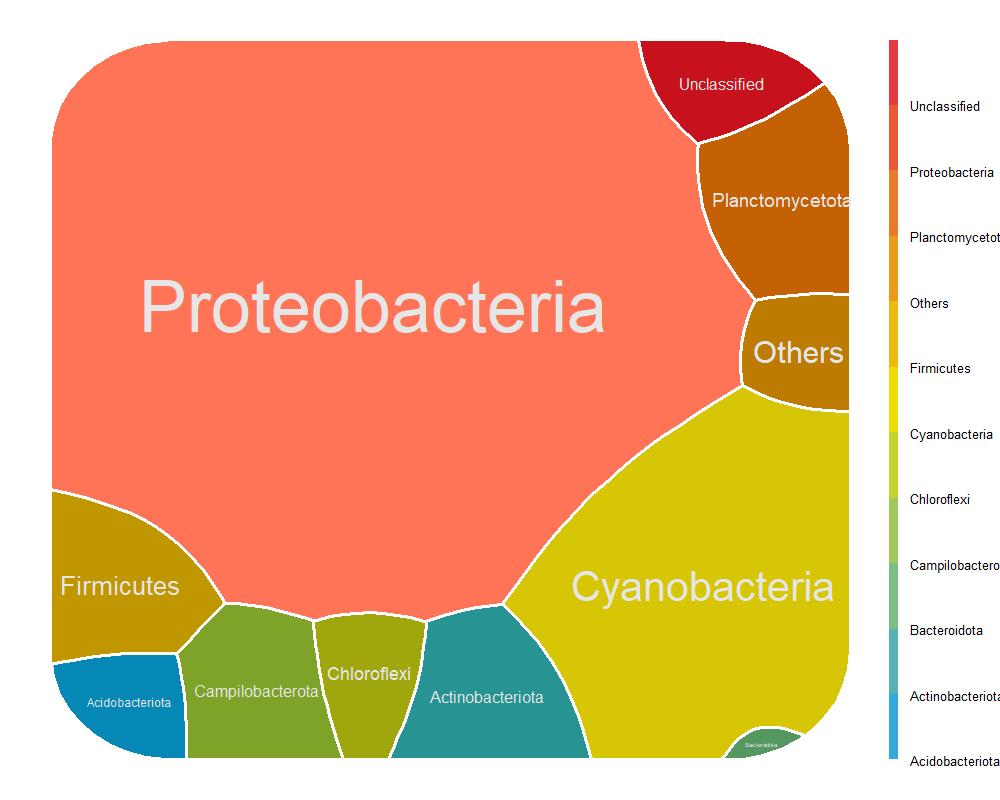 Unclassified
Planctomycetota
Proteobacteria
Others
Firmicutes
Cyanobacteria
Chloroflexi
Campilobacterota
Actinobacteriota
Acidobacteriota
Bacteroidota
Unclassified
Proteobacteria
Planctomycetot
Others
Firmicutes
Cyanobacteria
Chloroflexi
Campilobactero
Bacteroidota
Actinobacteriota
Acidobacteriota